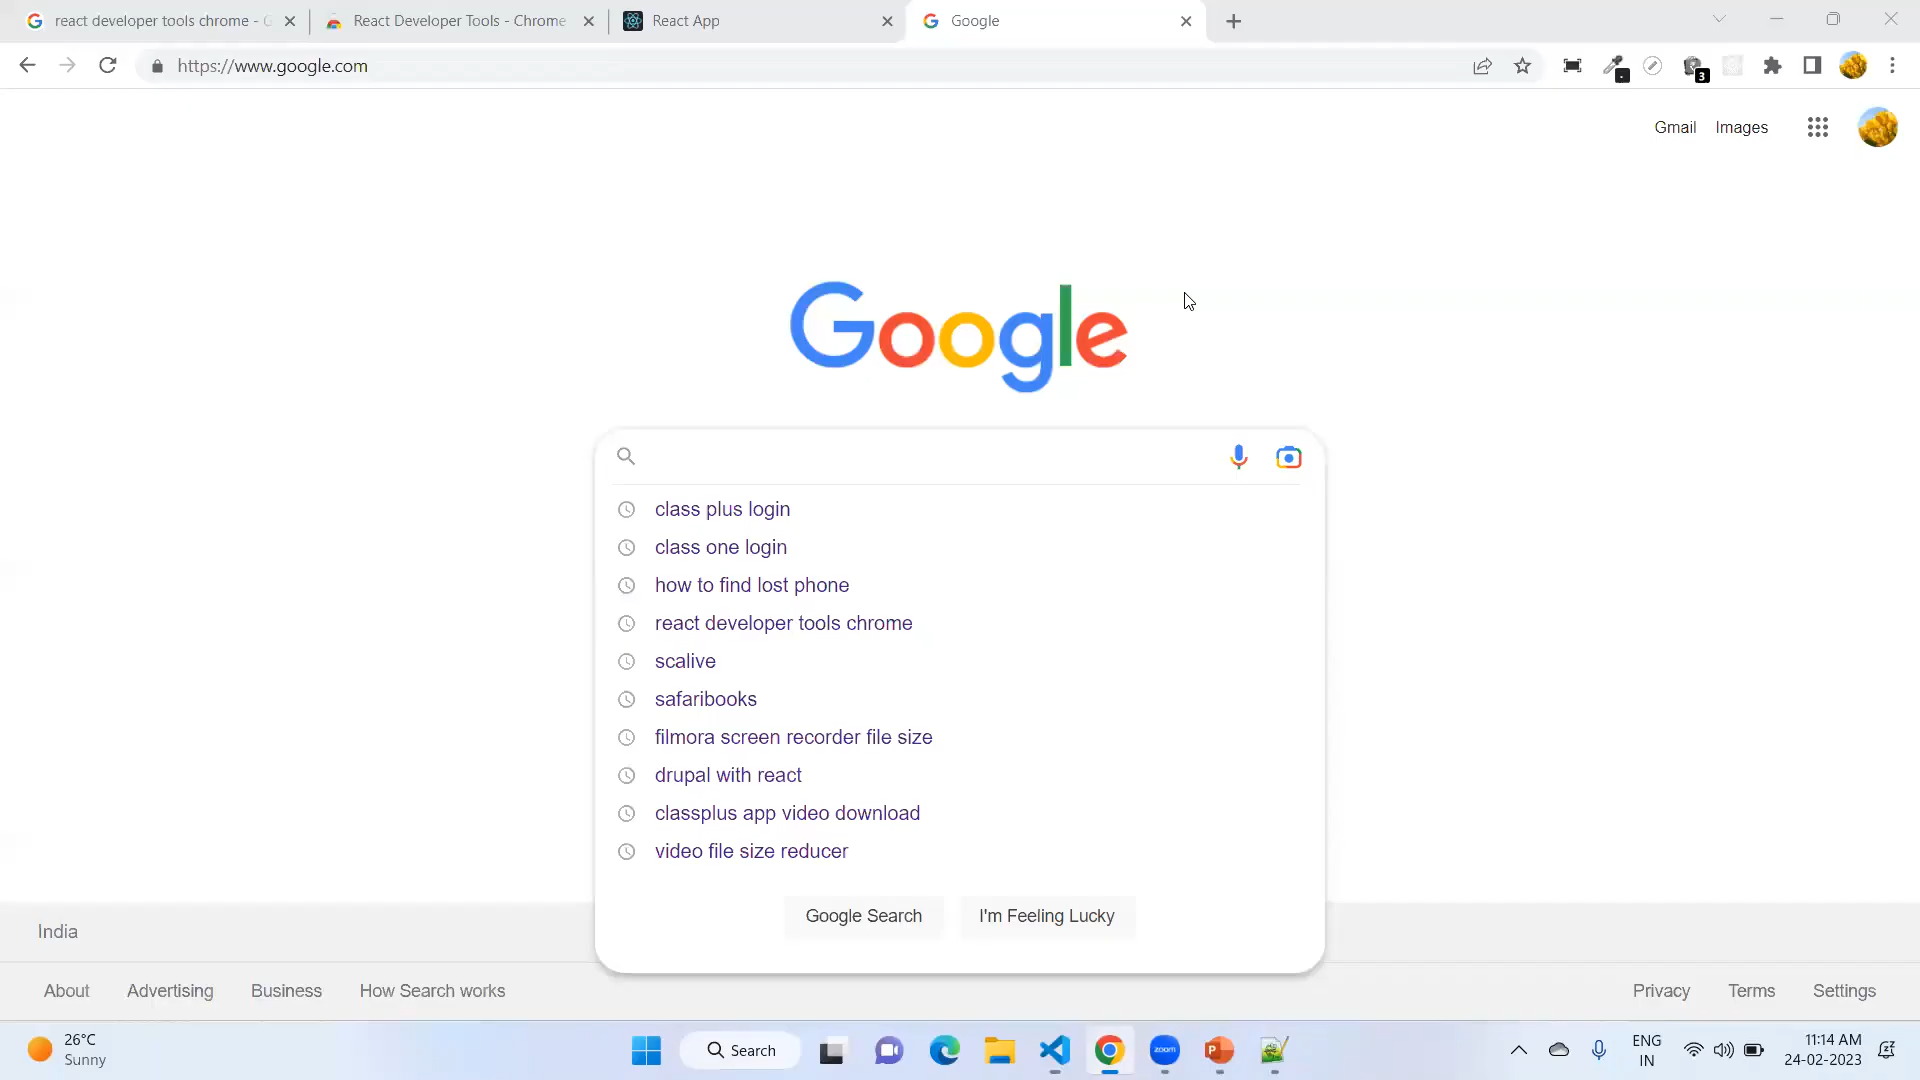 react developer tools chrome - G
React Developer Tools - Chrome
React App
Google
https://www.google.com
3
Gmail
Images
Google
class plus login
class one login
how to find lost phone
react developer tools chrome
scalive
safaribooks
filmora screen recorder file size
drupal with react
classplus app video download
video file size reducer
Google Search
I'm Feeling Lucky
India
About
Advertising
Business
How Search works
Privacy
Terms
Settings
26°C
Sunny
Search
zoom
P
ENG
IN
11:14 AM
24-02-2023